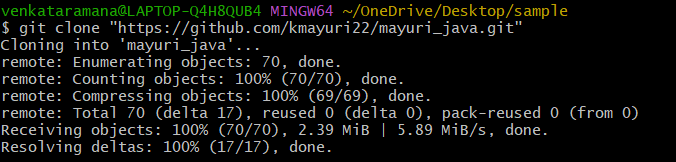 venkataramana@LAPTOP-Q4H8QUB4 MINGW64 ~/OneDrive/Desktop/sample
$ git clone "https://github.com/kmayuri22/mayuri_java.git"
Cloning into 'mayuri_java'...
remote: Enumerating objects: 70, done.
remote: Counting objects: 100% (70/70), done.
remote: Compressing objects: 100% (69/69), done.
remote: Total 70 (delta 17), reused 0 (delta 0), pack-reused 0 (from 0)
Receiving objects: 100% (70/70), 2.39 MiB | 5.89 MiB/s, done.
Resolving deltas: 100% (17/17), done.